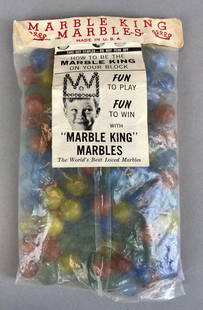 MARBLE KING
MARBLES
MADE IN U.S.A.
HOW TO BE THE
MARBLE KING
ON YOUR BLOCK
FUN
TO PLAY
FUN
TO WIN
WITH
"MARBLE KING"
MARBLES
The World's Best Loved Marbles